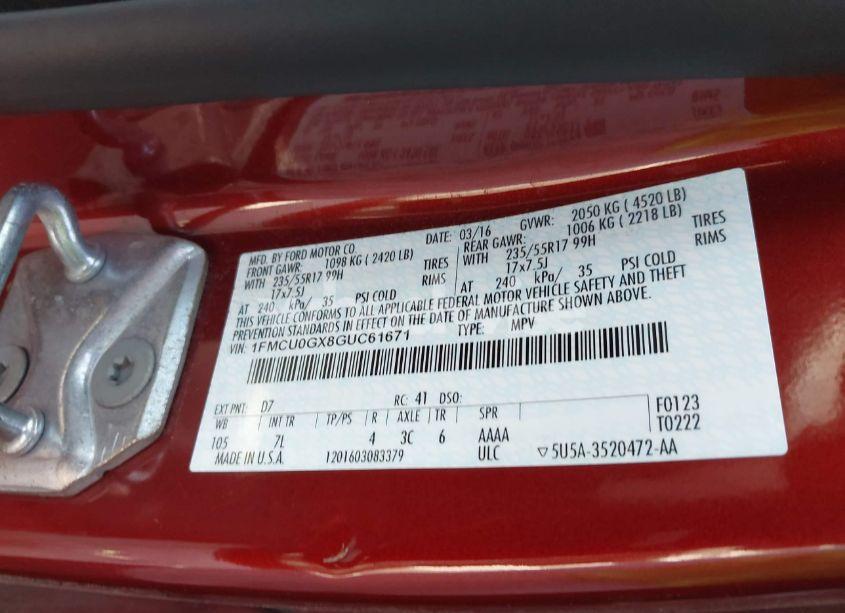 MFD. BY FORD MOTOR CO.
DATE: 03/16 GVWR: 2050 KG ( 4520 LB)
FRONT GAWR: 1098 KG ( 2420 LB) REAR GAWR: 1006 KG ( 2218 LB)
WITH 235/55R17 99H TIRES WITH 235/55R17 99H TIRES
17x7.5J RIMS 17x7.5J RIMS
AT 240 kPa/ 35 PSI COLD AT 240 kPa/ 35 PSI COLD
THIS VEHICLE CONFORMS TO ALL APPLICABLE FEDERAL MOTOR VEHICLE SAFETY AND THEFT
PREVENTION STANDARDS IN EFFECT ON THE DATE OF MANUFACTURE SHOWN ABOVE.
VIN: 1FMCU0GX8GUC61671 TYPE: MPV
EXT PNT: D7 RC: 41 DSO: F0123
WB INT TR TP/PS R AXLE TR SPR T0222
105 7L 4 3C 6 AAAA
MADE IN U.S.A. 1201603083379 ULC ▽5U5A-3520472-AA